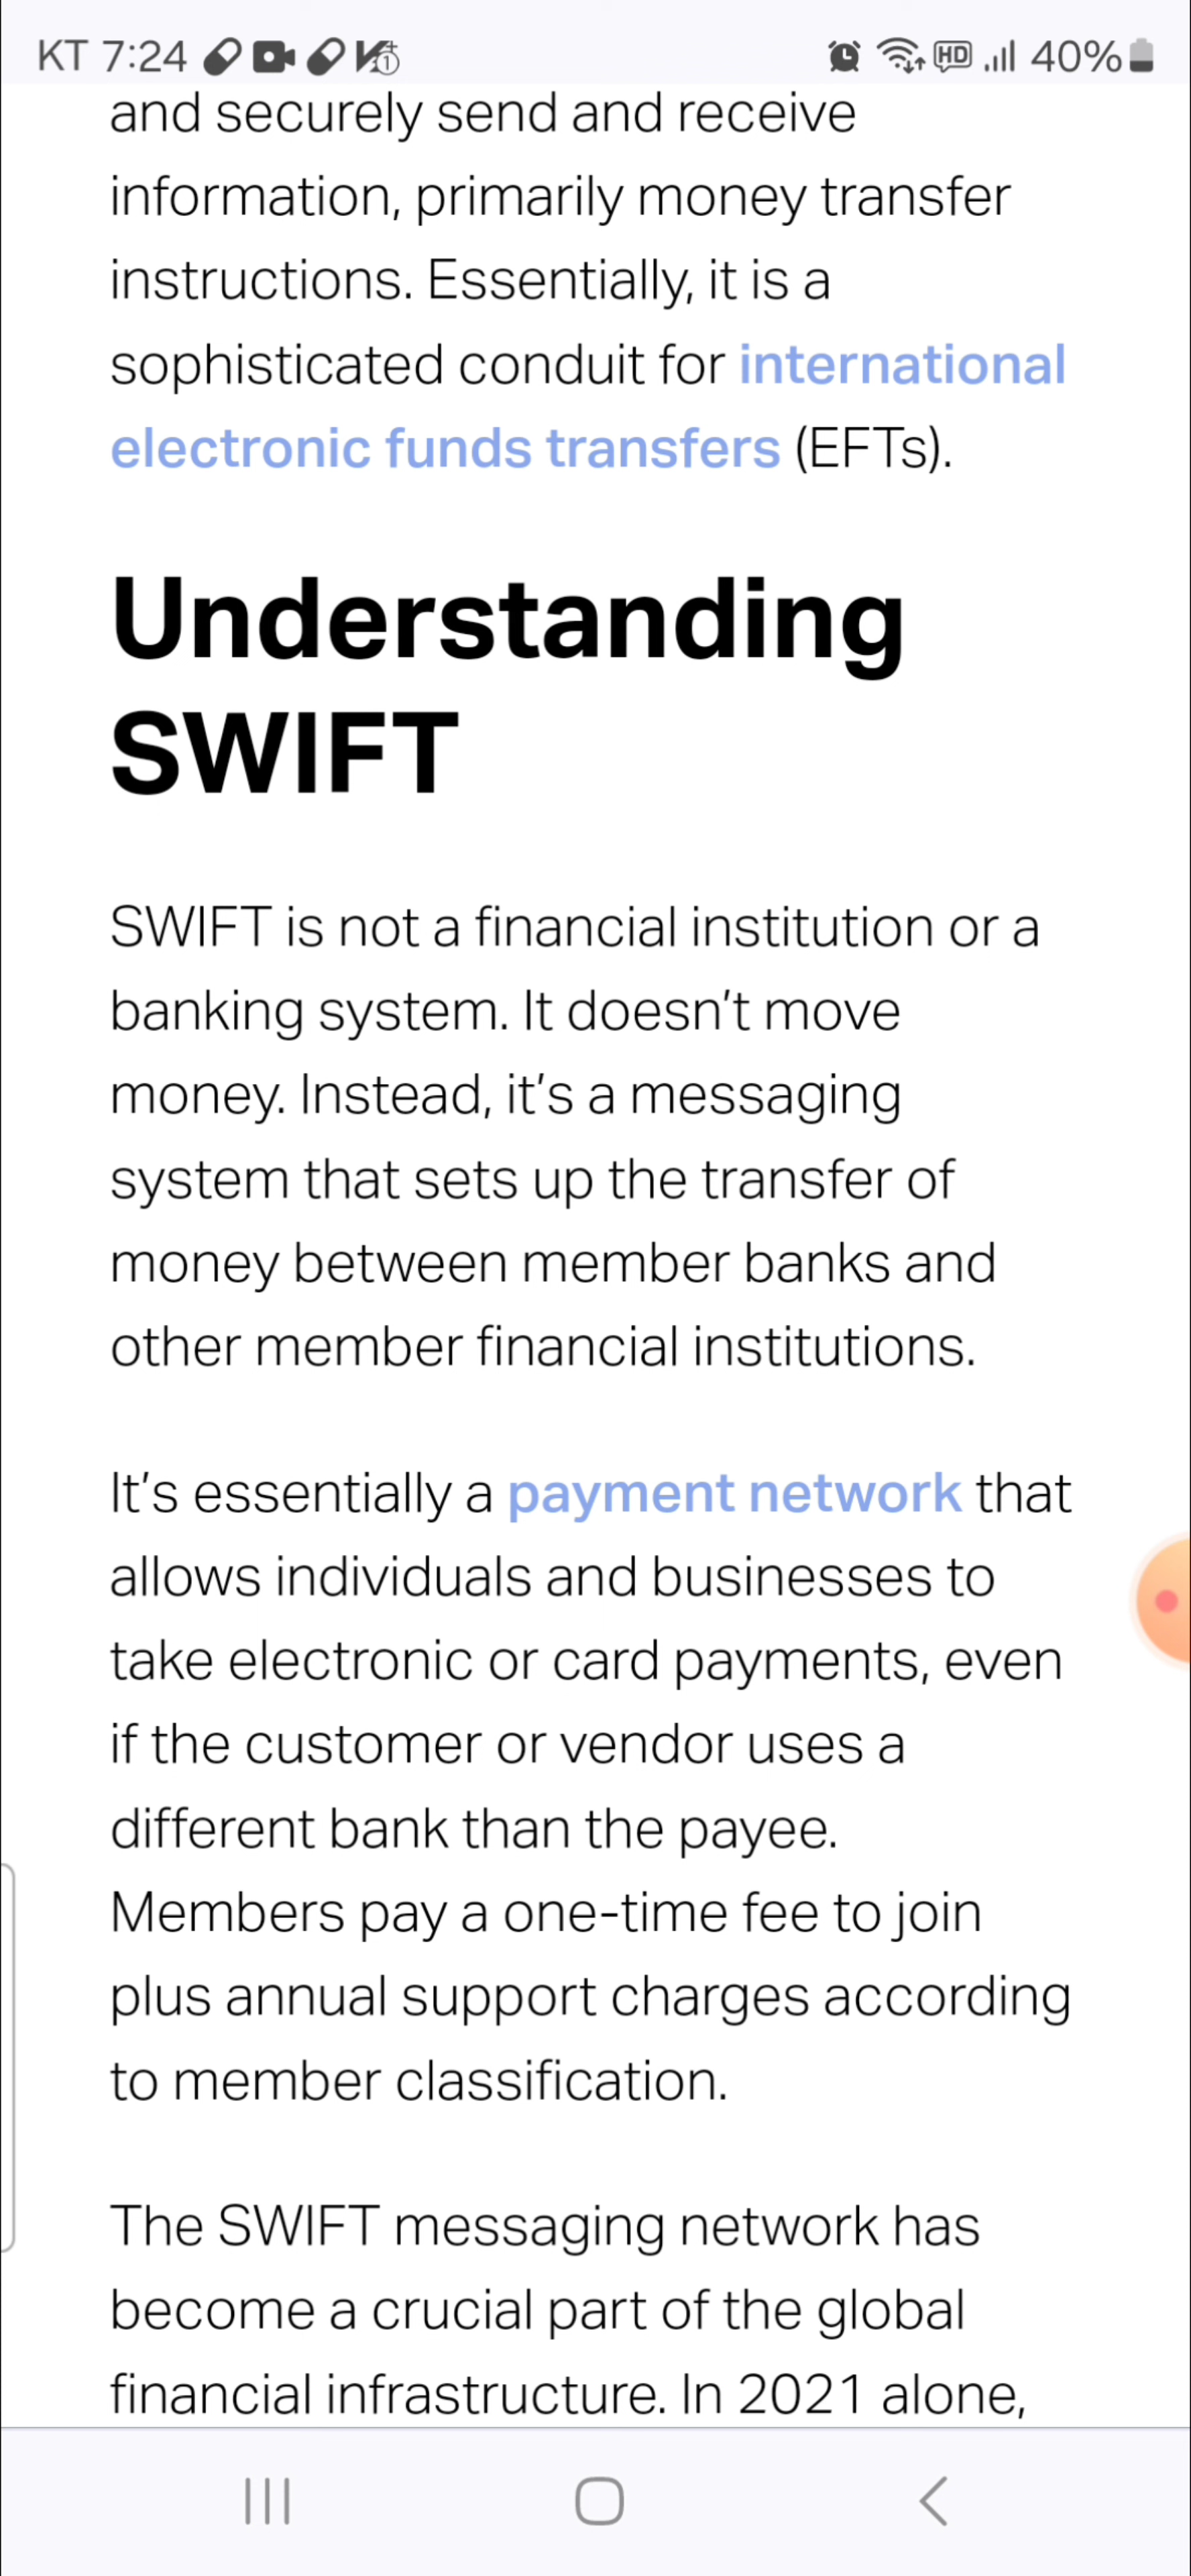 KT 7:24 HD 40%
and securely send and receive
information, primarily money transfer
instructions. Essentially, it is a
sophisticated conduit for international
electronic funds transfers (EFTs).
Understanding
SWIFT
SWIFT is not a financial institution or a
banking system. It doesn’t move
money. Instead, it’s a messaging
system that sets up the transfer of
money between member banks and
other member financial institutions.
It’s essentially a payment network that
allows individuals and businesses to
take electronic or card payments, even
if the customer or vendor uses a
different bank than the payee.
Members pay a one-time fee to join
plus annual support charges according
to member classification.
The SWIFT messaging network has
become a crucial part of the global
financial infrastructure. In 2021 alone,